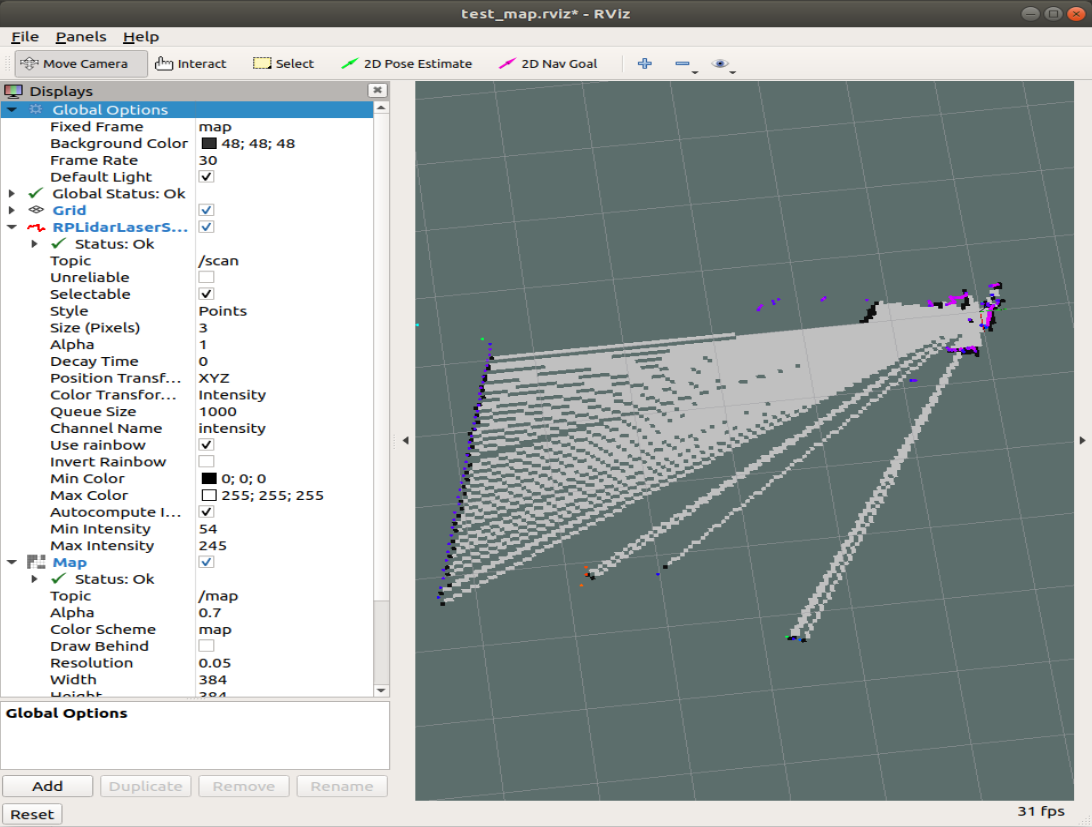 test_map.rviz* - RViz
File Panels Help
Move Camera Interact Select 2D Pose Estimate 2D Nav Goal
Displays
Global Options
Fixed Frame map
Background Color 48; 48; 48
Frame Rate 30
Default Light
Global Status: Ok
Grid
RPLidarLaserS...
Status: Ok
Topic /scan
Unreliable
Selectable
Style Points
Size (Pixels) 3
Alpha 1
Decay Time 0
Position Transf... XYZ
Color Transfor... Intensity
Queue Size 1000
Channel Name intensity
Use rainbow
Invert Rainbow
Min Color 0; 0; 0
Max Color 255; 255; 255
Autocompute I...
Min Intensity 54
Max Intensity 245
Map
Status: Ok
Topic /map
Alpha 0.7
Color Scheme map
Draw Behind
Resolution 0.05
Width 384
Height 384
Global Options
Add Duplicate Remove Rename
Reset
31 fps